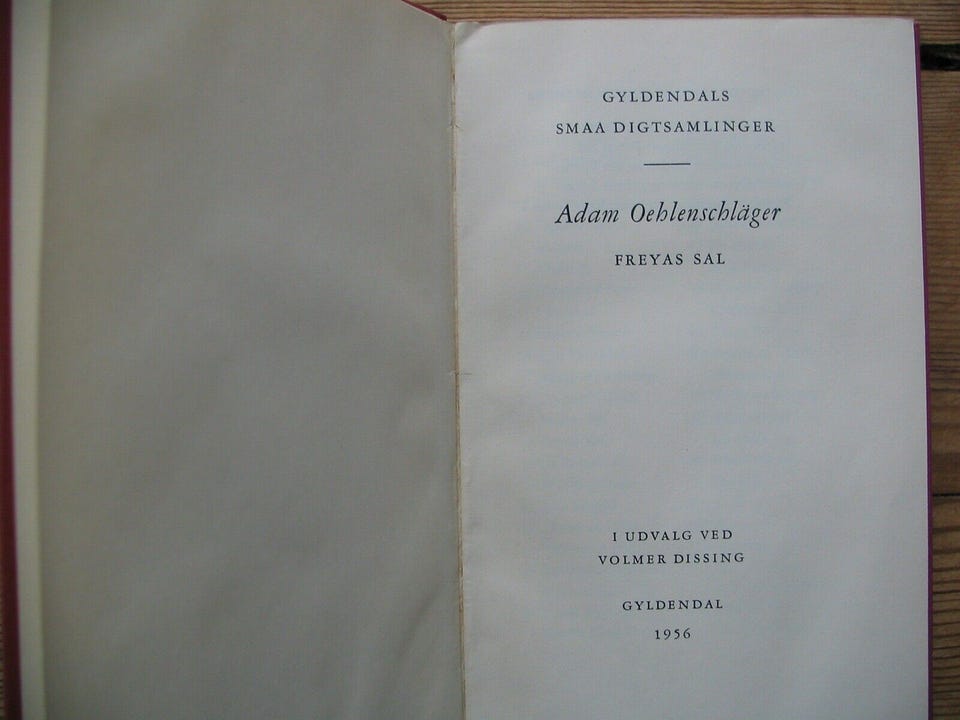 GYLDENDALS
SMAA DIGTSAMLINGER
Adam Oehlenschläger
FREYAS SAL
I UDVALG VED
VOLMER DISSING
GYLDENDAL
1956